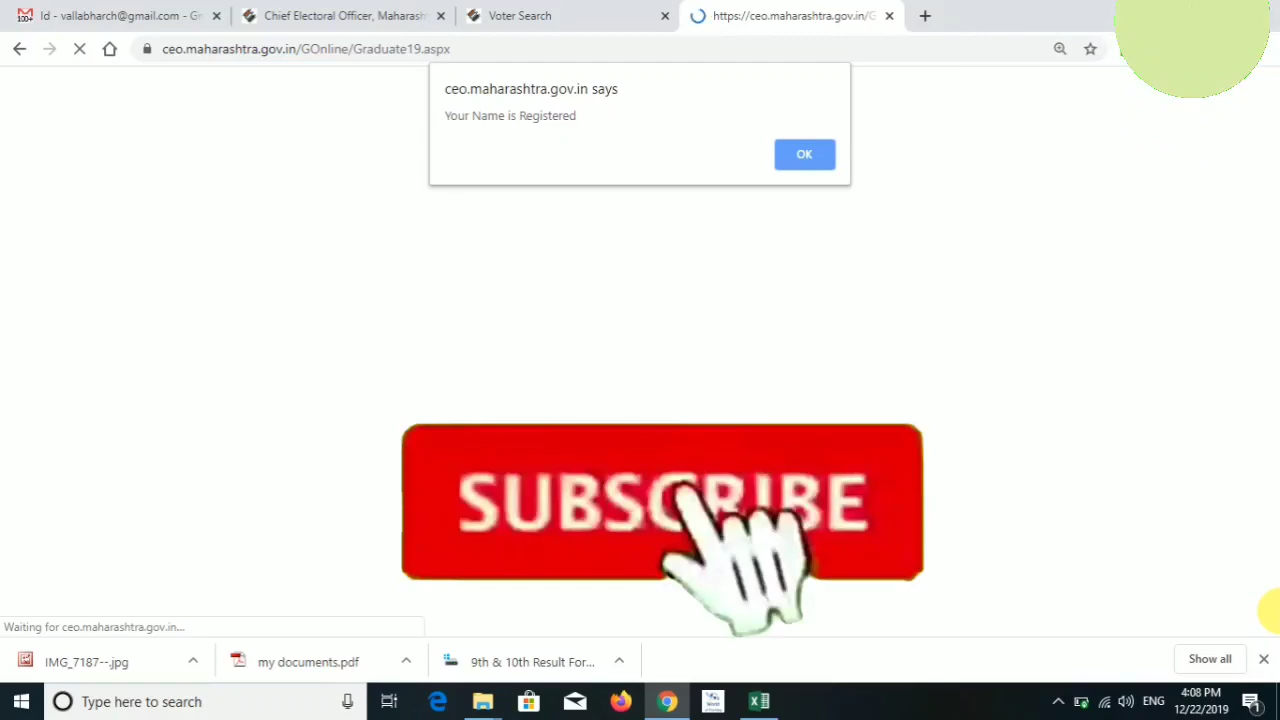 Id - vallabharch@gmail.com - Gr
Chief Electoral Officer, Maharash
Voter Search
https://ceo.maharashtra.gov.in/G
ceo.maharashtra.gov.in/GOnline/Graduate19.aspx
ceo.maharashtra.gov.in says
Your Name is Registered
OK
SUBSCRIBE
Waiting for ceo.maharashtra.gov.in...
IMG_7187--.jpg
my documents.pdf
9th & 10th Result For...
Show all
Type here to search
ENG
4:08 PM
12/22/2019